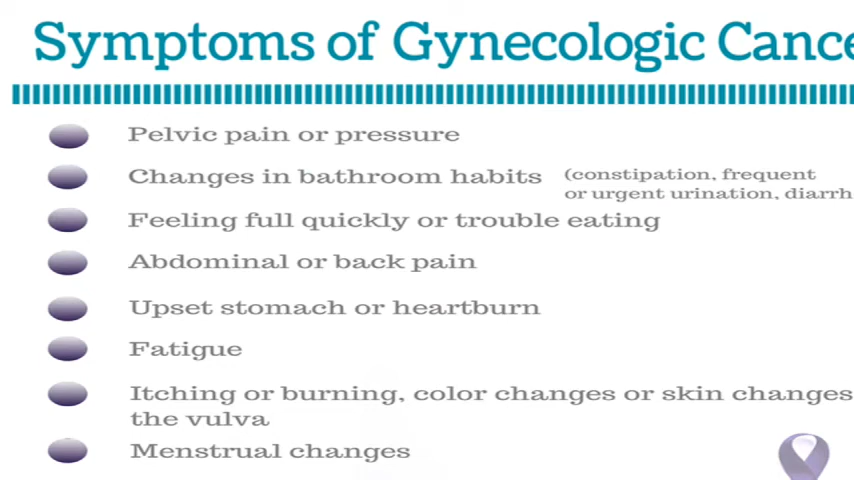 Symptoms of Gynecologic Cance
Pelvic pain or pressure
Changes in bathroom habits (constipation, frequent
or urgent urination, diarrh
Feeling full quickly or trouble eating
Abdominal or back pain
Upset stomach or heartburn
Fatigue
Itching or burning, color changes or skin changes
the vulva
Menstrual changes